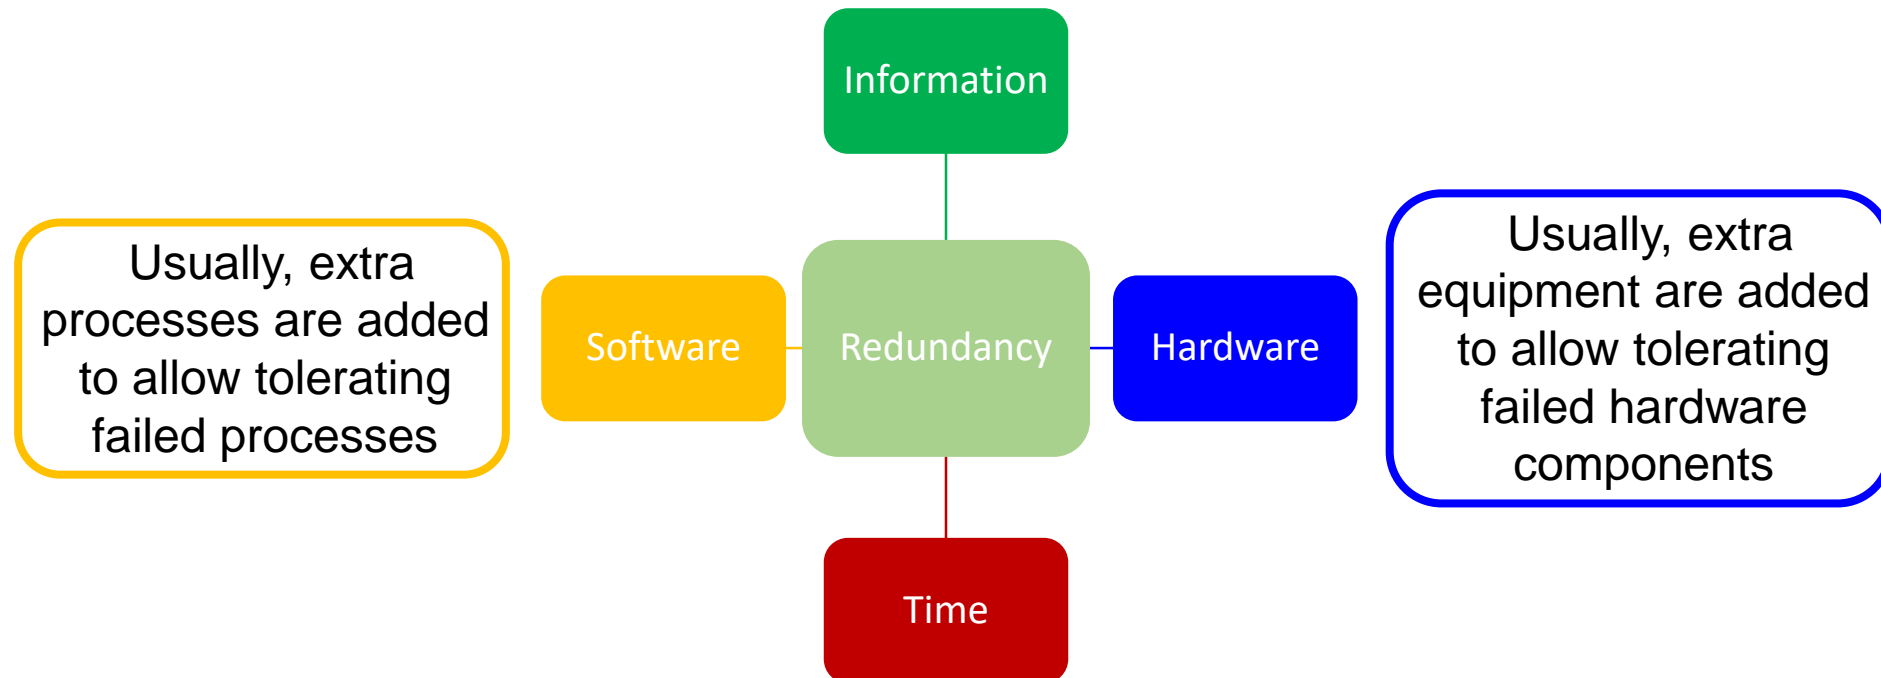 Information
Usually, extra
processes are added
to allow tolerating
failed processes
Software
Redundancy
Hardware
Usually, extra
equipment are added
to allow tolerating
failed hardware
components
Time